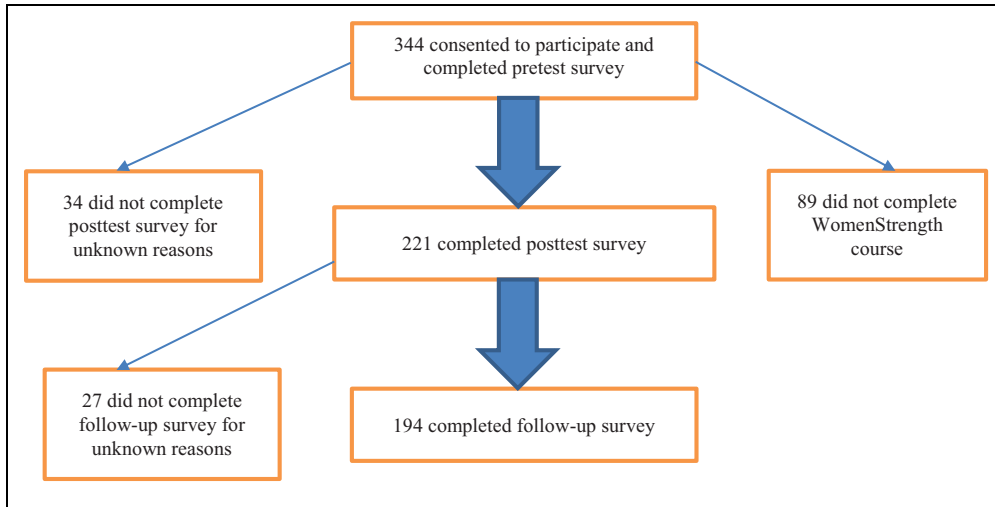 344 consented to participate and
completed pretest survey
34 did not complete
posttest survey for
unknown reasons
89 did not complete
WomenStrength
course
221 completed posttest survey
27 did not complete
follow-up survey for
unknown reasons
194 completed follow-up survey